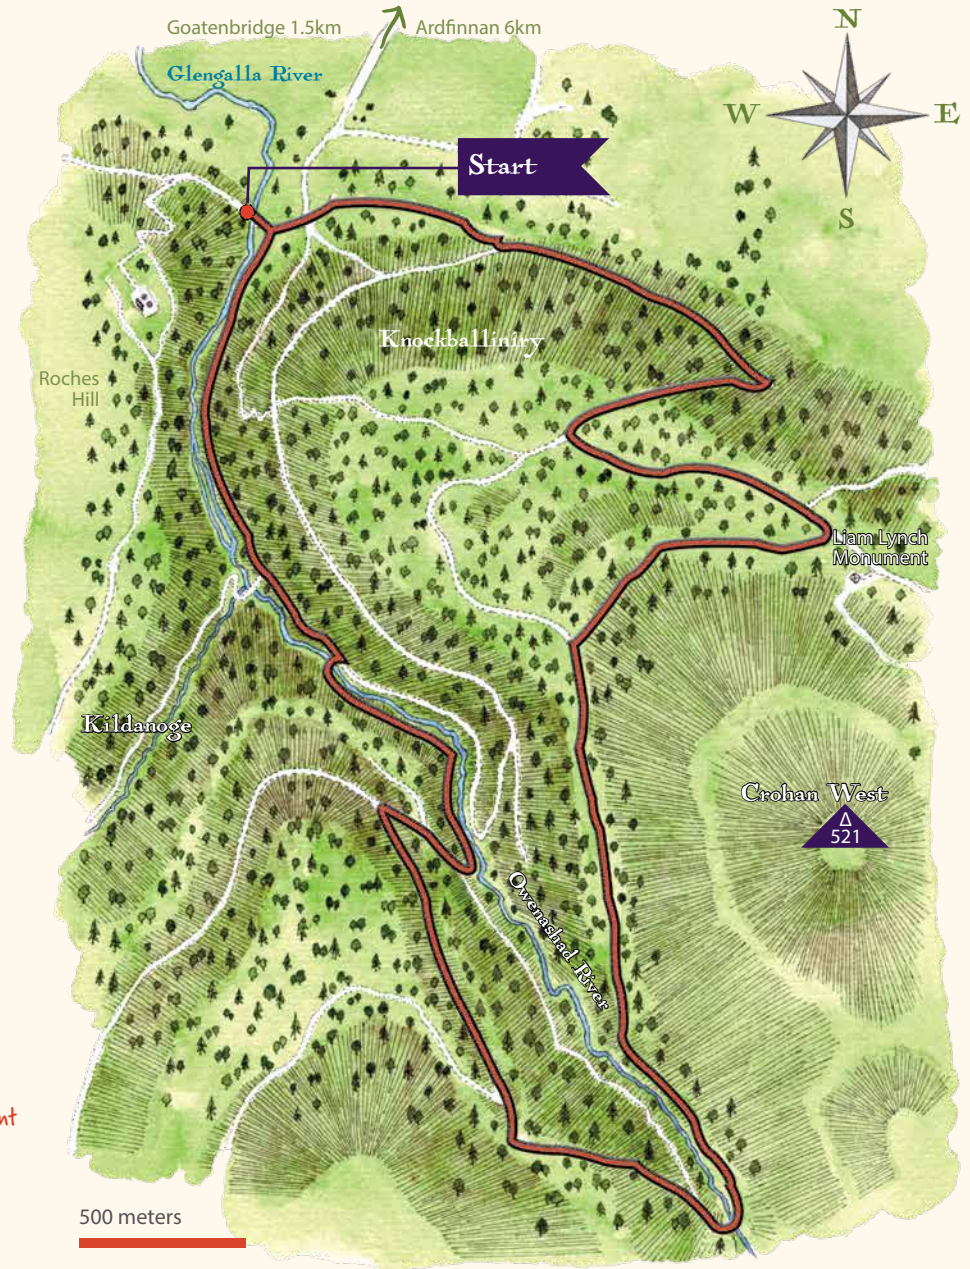 Goatenbridge 1.5km
Ardfinnan 6km
N
Glengalla River
W
E
Start
S
Knockballiniry
Roches
Hill
Liam Lynch
Monument
Kildanoge
Crohan West
Δ
521
Owenashad River
500 meters